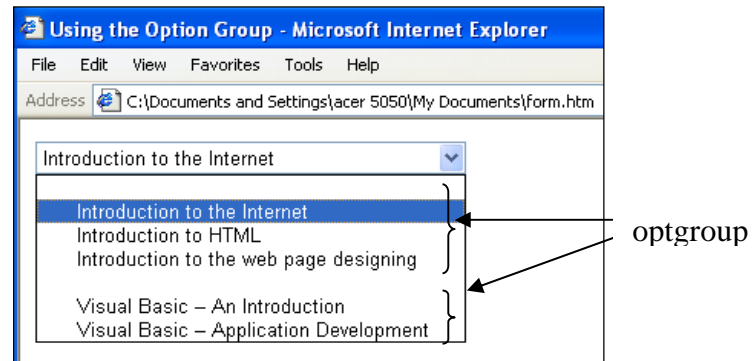 Using the Option Group - Microsoft Internet Explorer
File Edit View Favorites Tools Help
Address C:\Documents and Settings\acer 5050\My Documents\form.htm
Introduction to the Internet
Introduction to the Internet
Introduction to HTML
Introduction to the web page designing
optgroup
Visual Basic – An Introduction
Visual Basic – Application Development